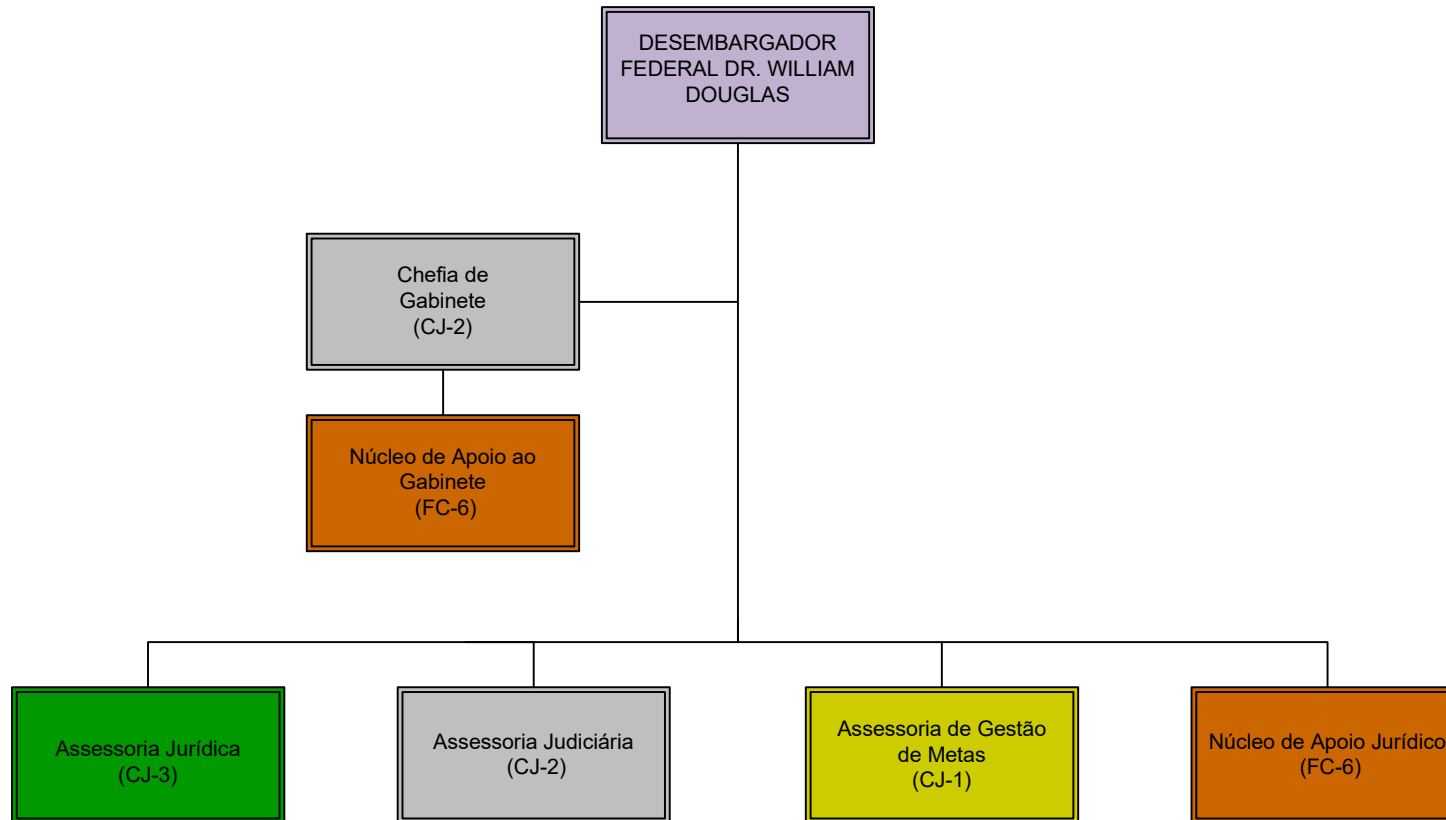 DESEMBARGADOR
FEDERAL DR. WILLIAM
DOUGLAS
Chefia de
Gabinete
(CJ-2)
Núcleo de Apoio ao
Gabinete
(FC-6)
Assessoria Jurídica
(CJ-3)
Assessoria Judiciária
(CJ-2)
Assessoria de Gestão
de Metas
(CJ-1)
Núcleo de Apoio Jurídico
(FC-6)